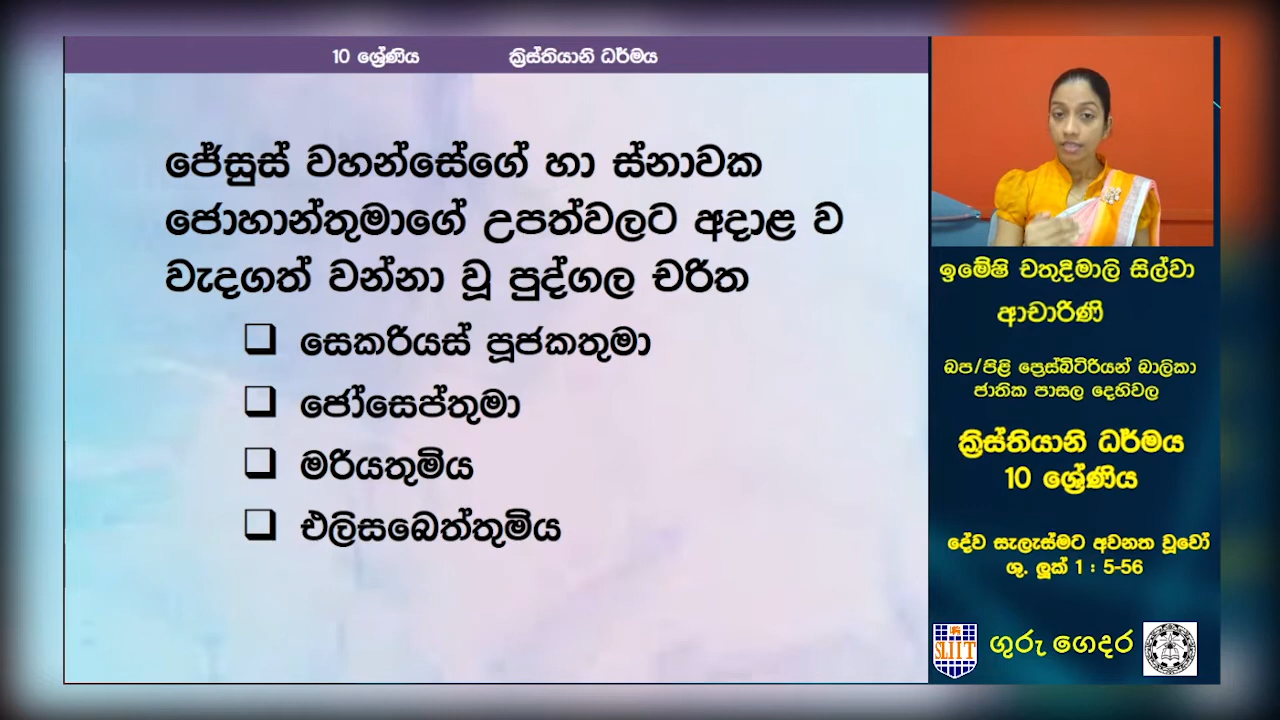 10 ශ්‍රේණිය
ක්‍රිස්තියානි ධර්මය
ජේසුස් වහන්සේගේ හා ස්නාවක
ජොහාන්තුමාගේ උපත්වලට අදාළ ව
වැදගත් වන්නා වූ පුද්ගල චරිත
සෙකරියස් පූජකතුමා
ජෝසෙප්තුමා
මරියතුමිය
එලිසබෙත්තුමිය
ඉමේෂි චතුදිමාලි සිල්වා
ආචාරිණි
ඛප/පිළි ප්‍රෙස්බිටිරියන් බාලිකා
ජාතික පාසල දෙහිවල
ක්‍රිස්තියානි ධර්මය
10 ශ්‍රේණිය
දේව සැලැස්මට අවනත වූවෝ
ශු. ලූක් 1 : 5-56
SLIIT
ගුරු ගෙදර